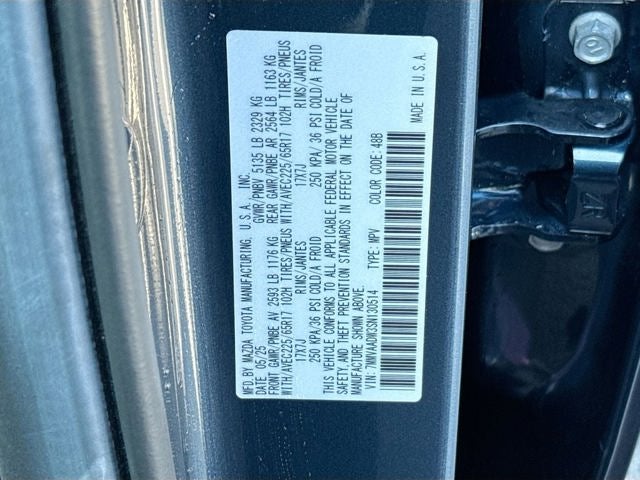 MFD BY MAZDA TOYOTA MANUFACTURING, U.S.A., INC.
DATE 05/25 GVWR/PNBV 5135 LB 2329 KG
FRONT GAWR/PNBE AV 2593 LB 1176 KG REAR GAWR/PNBE AR 2564 LB 1163 KG
WITH/AVEC225/65R17 102H TIRES/PNEUS WITH/AVEC225/65R17 102H TIRES/PNEUS
17X7J RIMS/JANTES 17X7J RIMS/JANTES
250 KPA/36 PSI COLD/A FROID 250 KPA/36 PSI COLD/A FROID
THIS VEHICLE CONFORMS TO ALL APPLICABLE FEDERAL MOTOR VEHICLE
SAFETY, AND THEFT PREVENTION STANDARDS IN EFFECT ON THE DATE OF
MANUFACTURE SHOWN ABOVE.
VIN: 7MMVAADW3SN130514 TYPE: MPV COLOR CODE: 48B
MADE IN U.S.A.